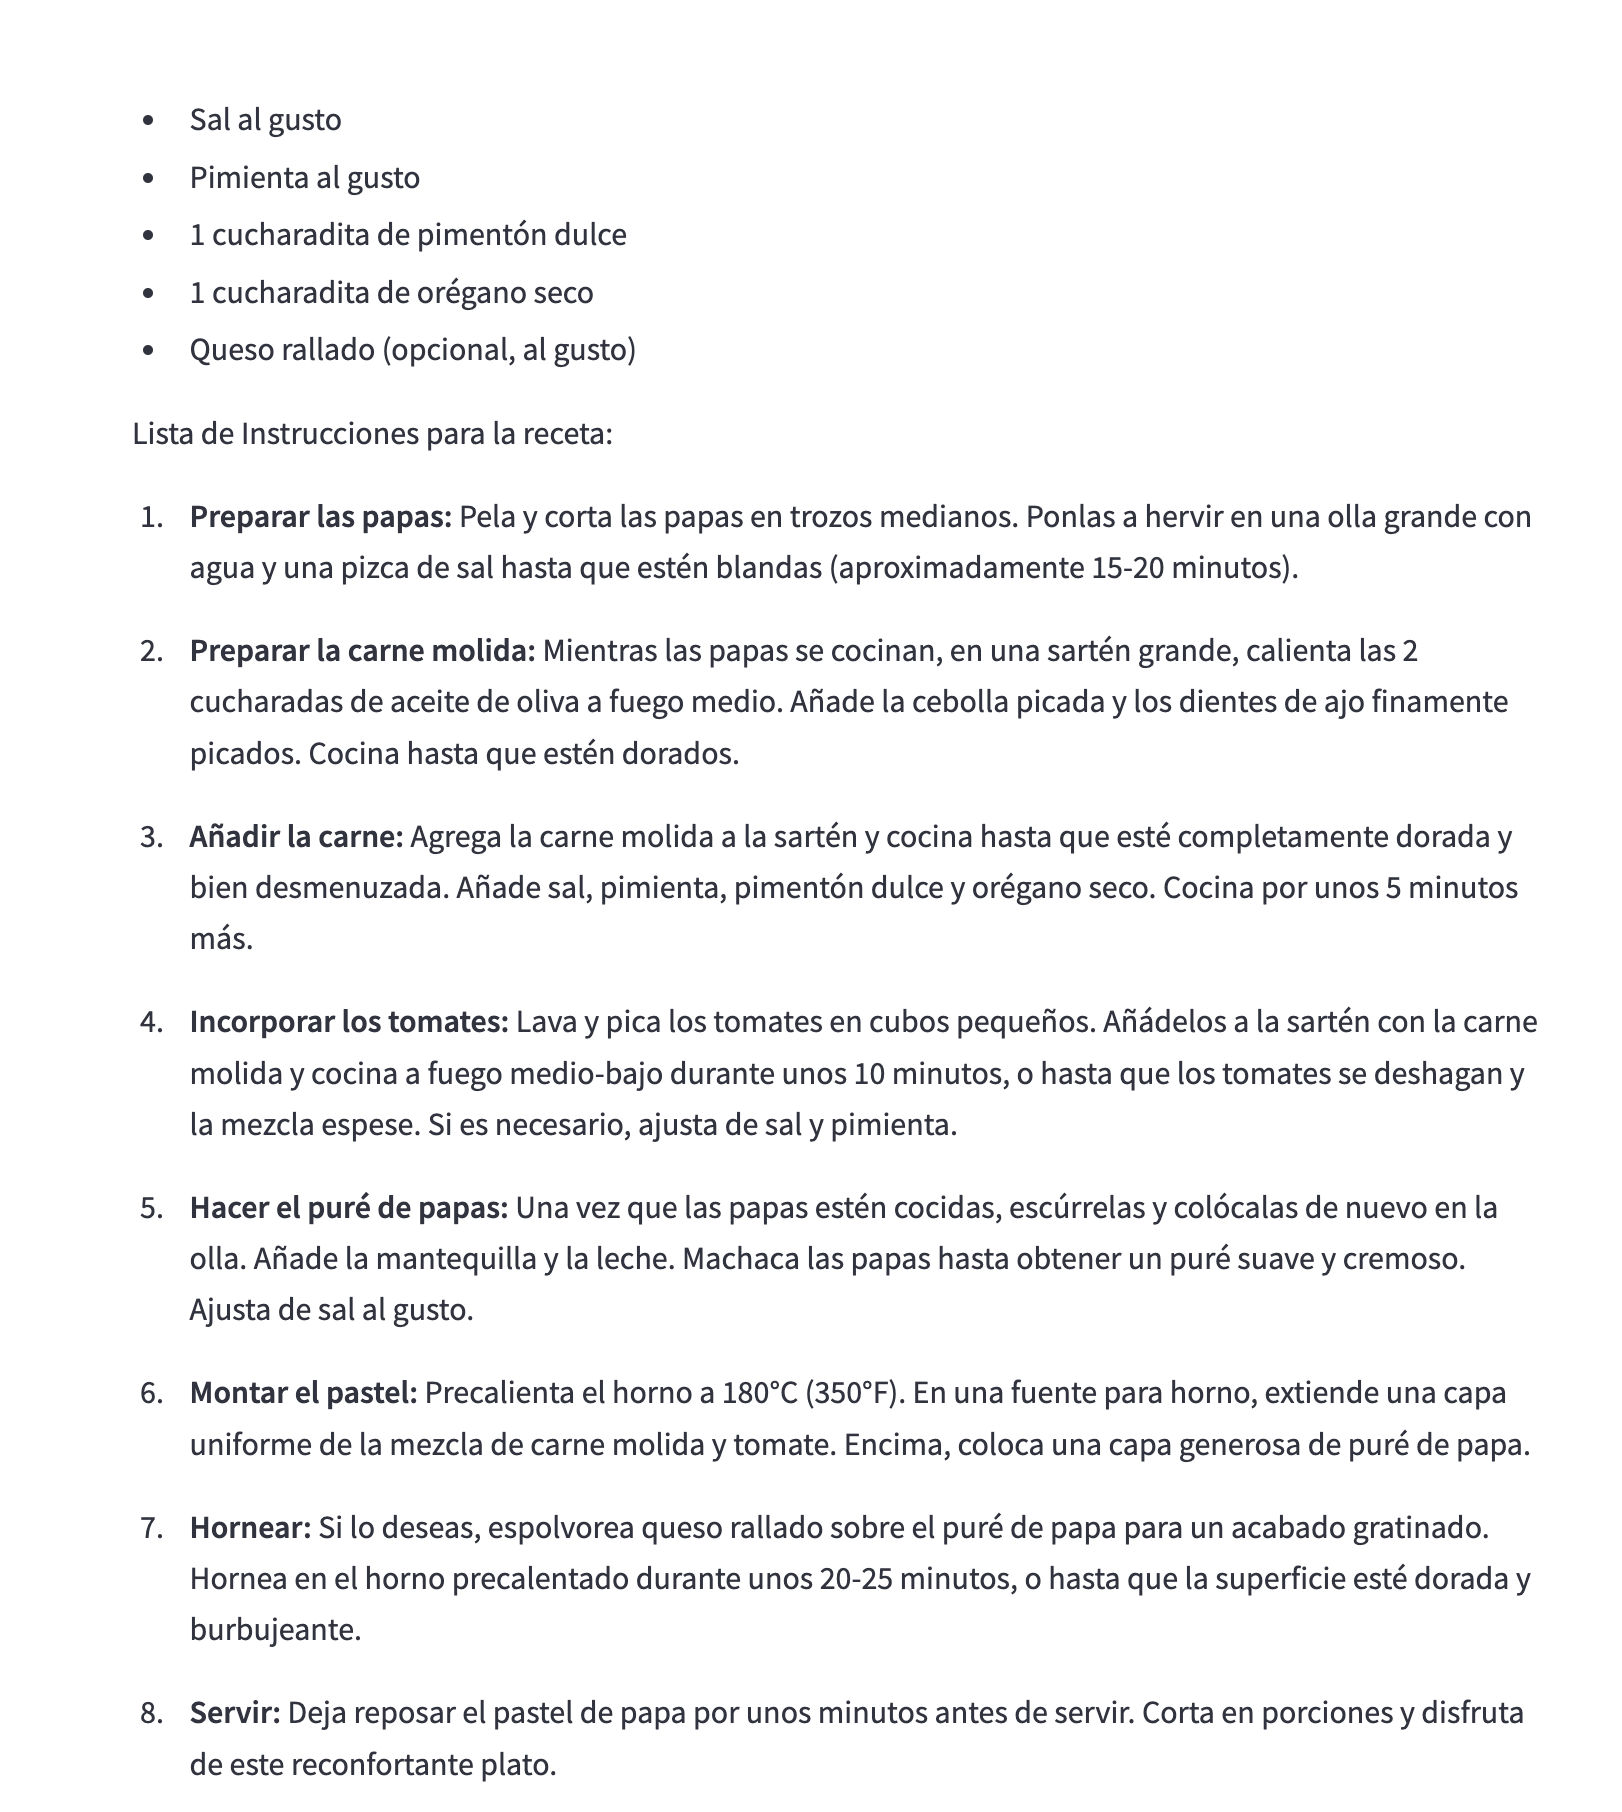 • Sal al gusto
• Pimienta al gusto
• 1 cucharadita de pimentón dulce
• 1 cucharadita de orégano seco
• Queso rallado (opcional, al gusto)
Lista de Instrucciones para la receta:
1. Preparar las papas: Pela y corta las papas en trozos medianos. Ponlas a hervir en una olla grande con
agua y una pizca de sal hasta que estén blandas (aproximadamente 15-20 minutos).
2. Preparar la carne molida: Mientras las papas se cocinan, en una sartén grande, calienta las 2
cucharadas de aceite de oliva a fuego medio. Añade la cebolla picada y los dientes de ajo finamente
picados. Cocina hasta que estén dorados.
3. Añadir la carne: Agrega la carne molida a la sartén y cocina hasta que esté completamente dorada y
bien desmenuzada. Añade sal, pimienta, pimentón dulce y orégano seco. Cocina por unos 5 minutos
más.
4. Incorporar los tomates: Lava y pica los tomates en cubos pequeños. Añádelos a la sartén con la carne
molida y cocina a fuego medio-bajo durante unos 10 minutos, o hasta que los tomates se deshagan y
la mezcla espese. Si es necesario, ajusta de sal y pimienta.
5. Hacer el puré de papas: Una vez que las papas estén cocidas, escúrrelas y colócalas de nuevo en la
olla. Añade la mantequilla y la leche. Machaca las papas hasta obtener un puré suave y cremoso.
Ajusta de sal al gusto.
6. Montar el pastel: Precalienta el horno a 180°C (350°F). En una fuente para horno, extiende una capa
uniforme de la mezcla de carne molida y tomate. Encima, coloca una capa generosa de puré de papa.
7. Hornear: Si lo deseas, espolvorea queso rallado sobre el puré de papa para un acabado gratinado.
Hornea en el horno precalentado durante unos 20-25 minutos, o hasta que la superficie esté dorada y
burbujeante.
8. Servir: Deja reposar el pastel de papa por unos minutos antes de servir. Corta en porciones y disfruta
de este reconfortante plato.